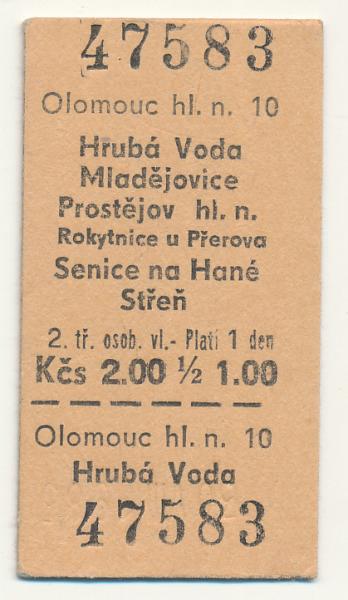 47583
Olomouc hl. n. 10
Hrubá Voda
Mladějovice
Prostějov hl. n.
Rokytnice u Přerova
Senice na Hané
Střeň
2. tř. osob. vl.- Platí 1 den
Kčs 2.00 ½ 1.00
Olomouc hl. n. 10
Hrubá Voda
47583